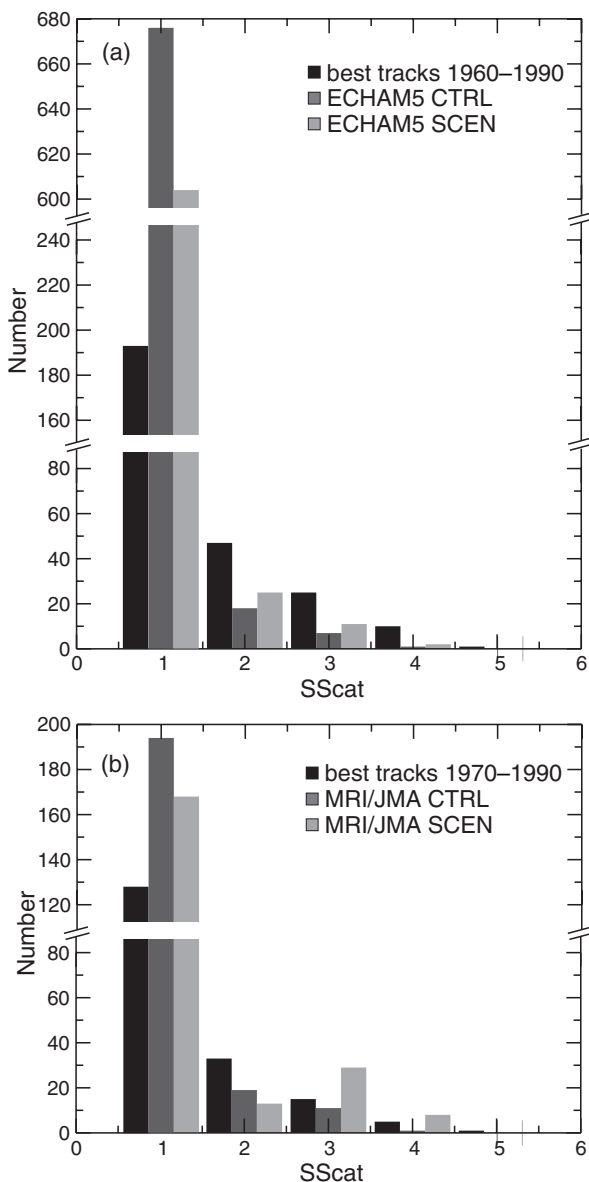 680
(a)
best tracks 1960–1990
660
ECHAM5 CTRL
640
ECHAM5 SCEN
620
600
240
220
200
180
160
80
60
40
20
0
Number
0 1 2 3 4 5 6
SScat
200
(b)
best tracks 1970–1990
180
MRI/JMA CTRL
160
MRI/JMA SCEN
140
120
80
60
40
20
0
Number
0 1 2 3 4 5 6
SScat